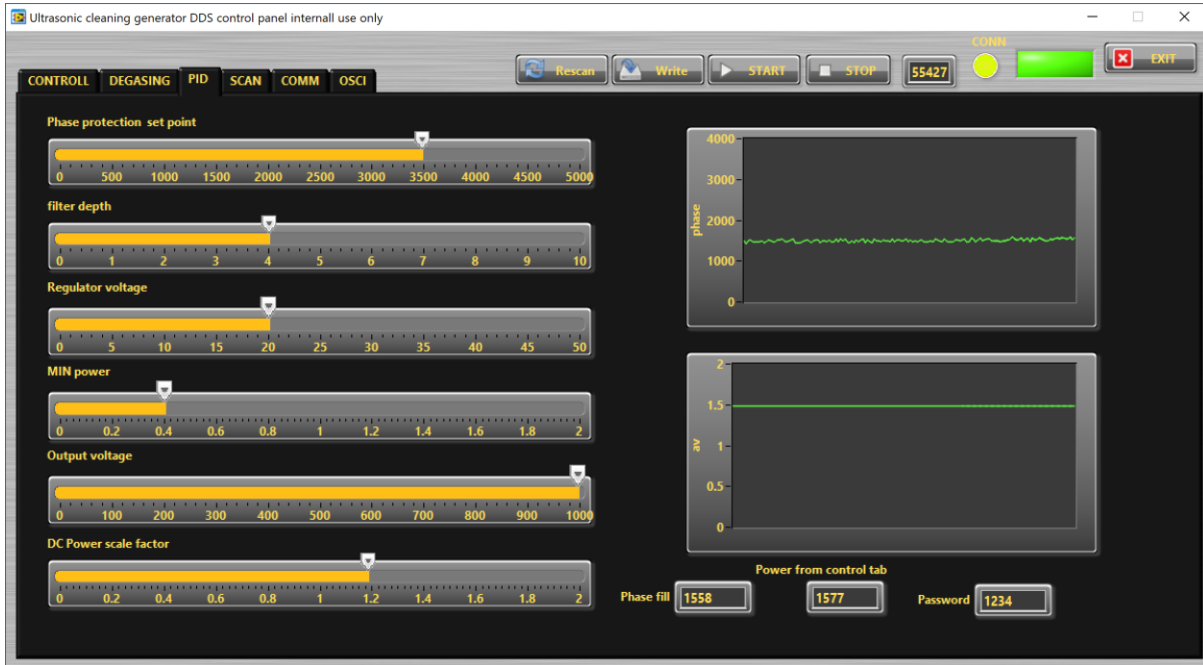 Ultrasonic cleaning generator DDS control panel internall use only
CONN
Rescan Write START STOP 55427 EXIT
CONTROLL DEGASING PID SCAN COMM OSCI
Phase protection set point
0 500 1000 1500 2000 2500 3000 3500 4000 4500 5000
filter depth
0 1 2 3 4 5 6 7 8 9 10
Regulator voltage
0 5 10 15 20 25 30 35 40 45 50
MIN power
0 0.2 0.4 0.6 0.8 1 1.2 1.4 1.6 1.8 2
Output voltage
0 100 200 300 400 500 600 700 800 900 1000
DC Power scale factor
0 0.2 0.4 0.6 0.8 1 1.2 1.4 1.6 1.8 2
4000
3000
2000
1000
0
phase
2
1.5
1
0.5
0
av
Power from control tab
Phase fill 1558 1577 Password 1234